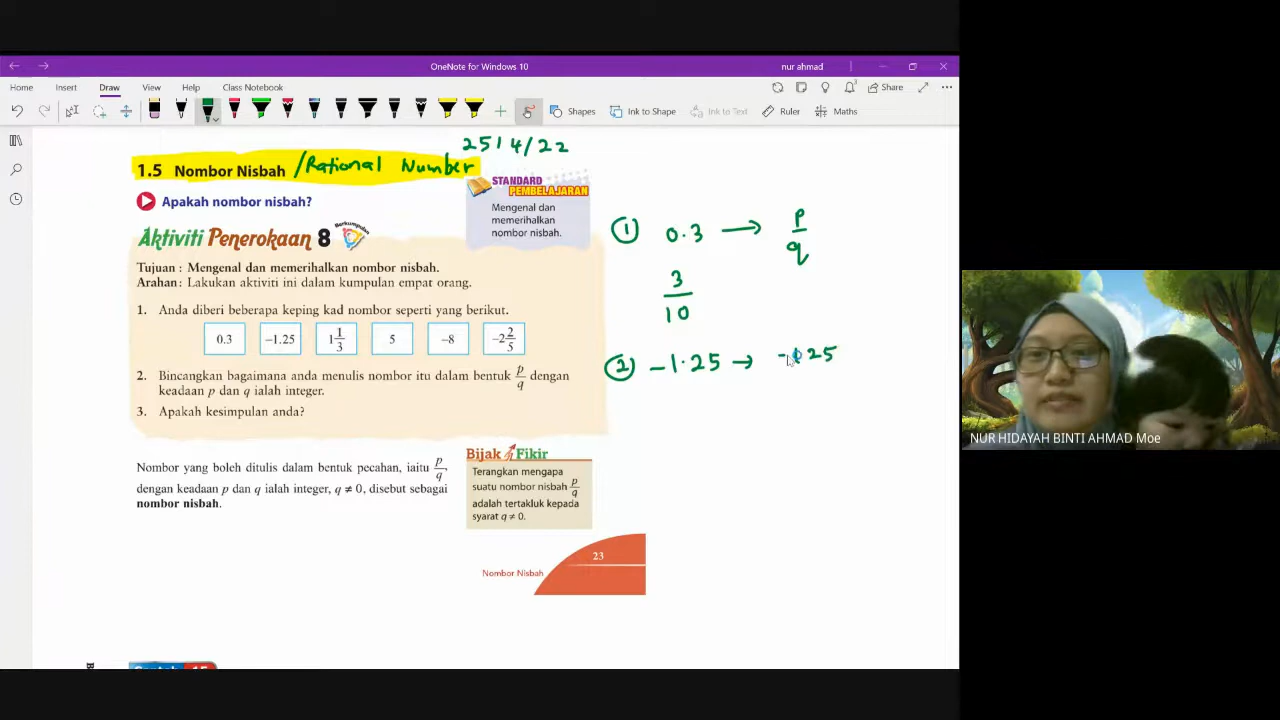 OneNote for Windows 10
nur ahmad
Home Insert Draw View Help Class Notebook
Share
Shapes Ink to Shape Ink to Text Ruler Maths
25/4/22
1.5 Nombor Nisbah /Rational Number
Apakah nombor nisbah?
STANDARD
PEMBELAJARAN
Mengenal dan
memerihalkan
nombor nisbah.
Aktiviti Penerokaan 8
Berkumpulan
Tujuan : Mengenal dan memerihalkan nombor nisbah.
Arahan : Lakukan aktiviti ini dalam kumpulan empat orang.
1. Anda diberi beberapa keping kad nombor seperti yang berikut.
0.3 –1.25 1 1/3 5 –8 –2 2/5
2. Bincangkan bagaimana anda menulis nombor itu dalam bentuk p/q dengan
keadaan p dan q ialah integer.
3. Apakah kesimpulan anda?
Nombor yang boleh ditulis dalam bentuk pecahan, iaitu p/q,
dengan keadaan p dan q ialah integer, q ≠ 0, disebut sebagai
nombor nisbah.
Bijak Fikir
Terangkan mengapa
suatu nombor nisbah p/q
adalah tertakluk kepada
syarat q ≠ 0.
23
Nombor Nisbah
① 0.3 → p/q
3/10
② -1.25 → -125
NUR HIDAYAH BINTI AHMAD Moe